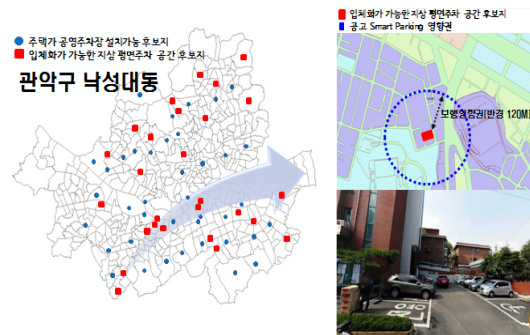 주택가 공영주차장 설치가능 후보지
입체화가 가능한 지상 평면주차 공간 후보지
관악구 낙성대동
입체화가 가능한 지상 평면주차 공간 후보지
공고 Smart Parking 영향권
보행영향권(반경 120M)